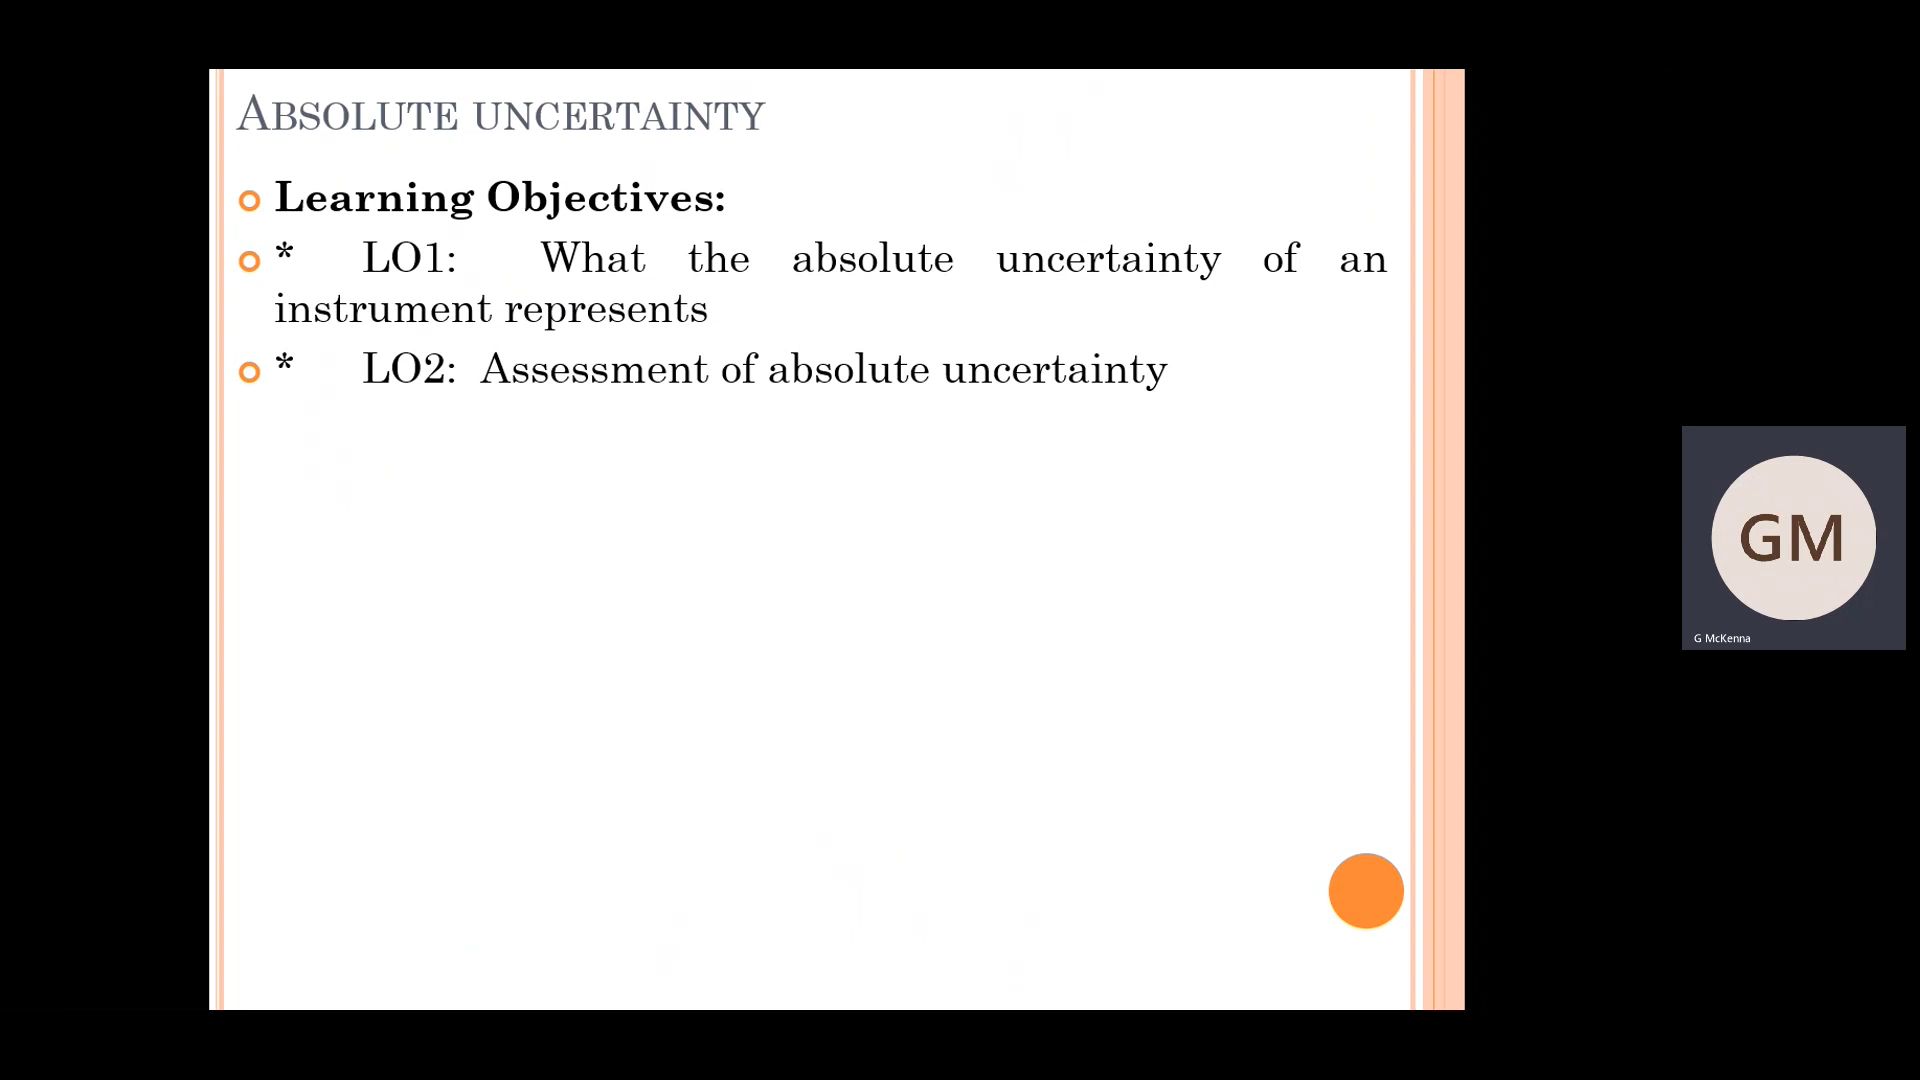 ABSOLUTE UNCERTAINTY
Learning Objectives:
* LO1: What the absolute uncertainty of an
instrument represents
* LO2: Assessment of absolute uncertainty
GM
G McKenna